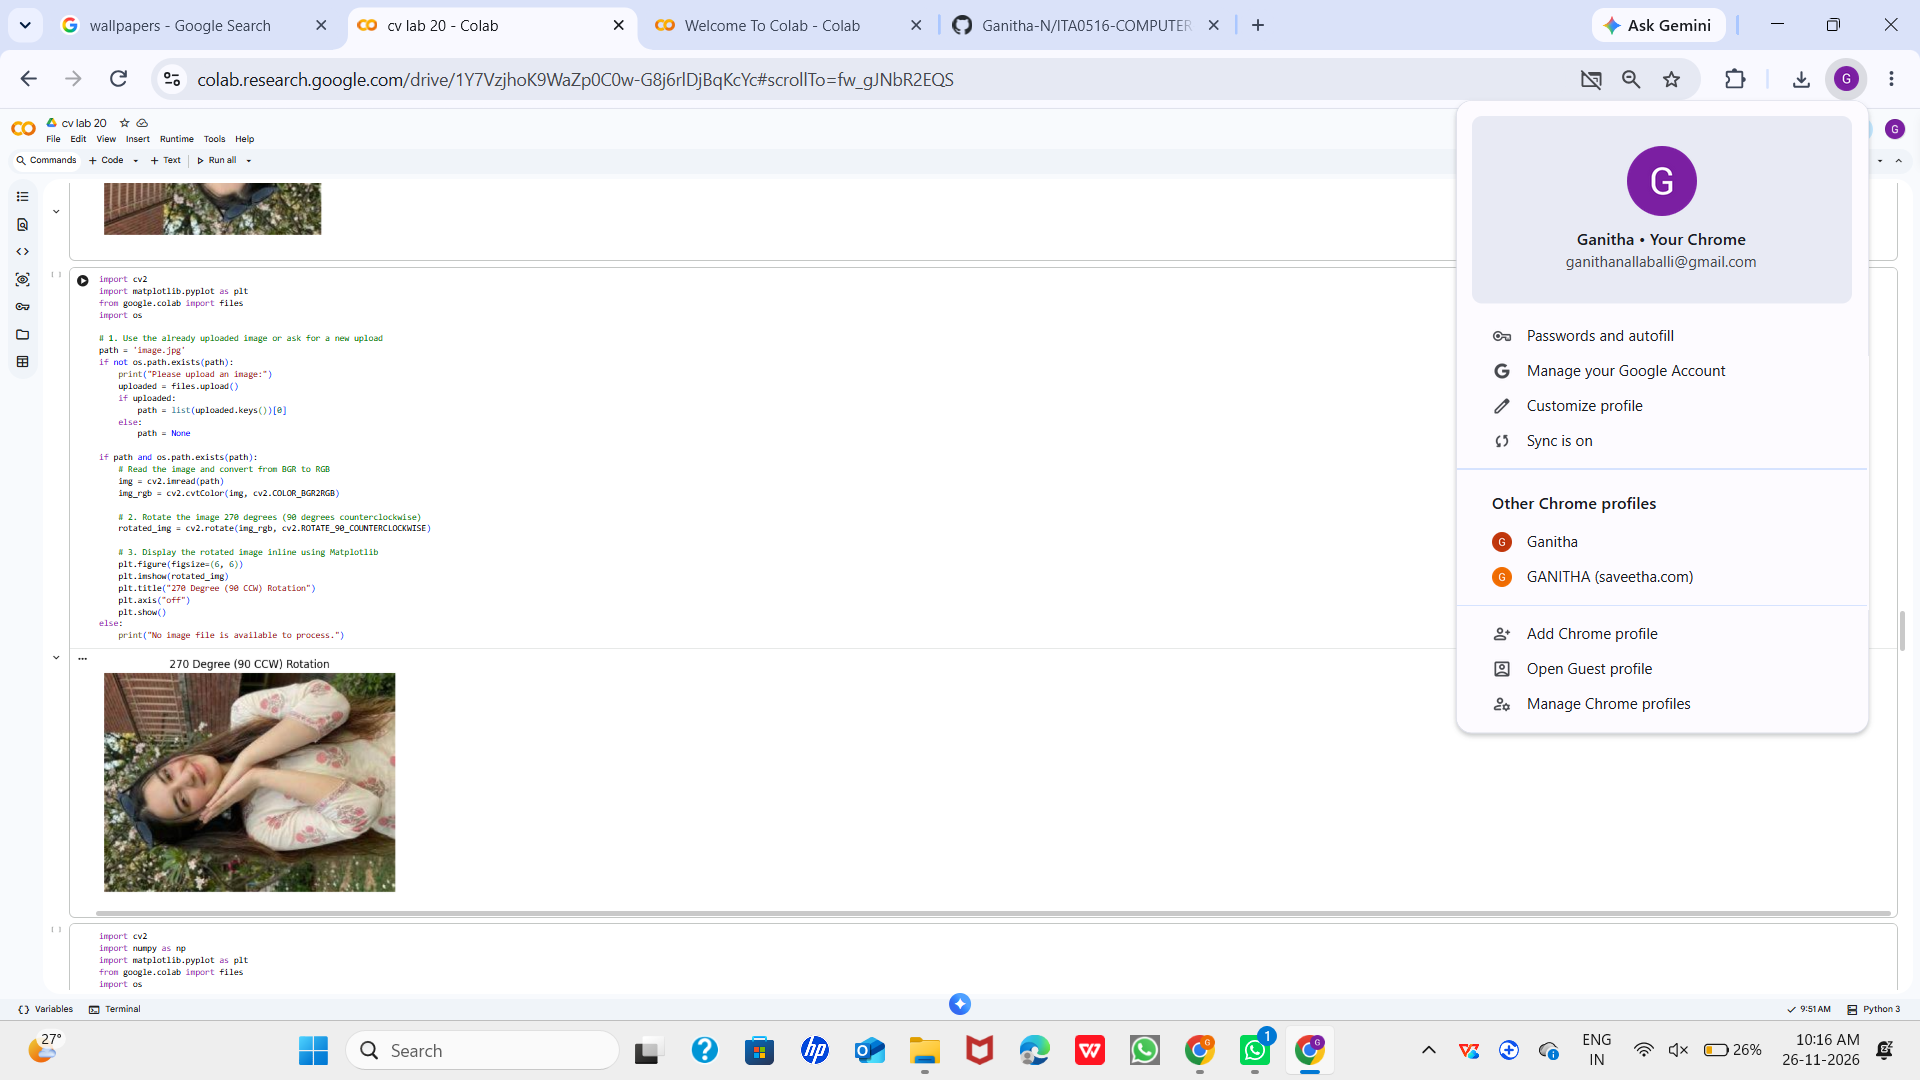 wallpapers - Google Search
cv lab 20 - Colab
Welcome To Colab - Colab
Ganitha-N/ITA0516-COMPUTER
Ask Gemini
colab.research.google.com/drive/1Y7VzjhoK9WaZp0C0w-G8j6rlDjBqKcYc#scrollTo=fw_gJNbR2EQS
G
cv lab 20
File Edit View Insert Runtime Tools Help
G
Commands + Code + Text Run all
import cv2
import matplotlib.pyplot as plt
from google.colab import files
import os
# 1. Use the already uploaded image or ask for a new upload
path = 'image.jpg'
if not os.path.exists(path):
print("Please upload an image:")
uploaded = files.upload()
if uploaded:
path = list(uploaded.keys())[0]
else:
path = None
if path and os.path.exists(path):
# Read the image and convert from BGR to RGB
img = cv2.imread(path)
img_rgb = cv2.cvtColor(img, cv2.COLOR_BGR2RGB)
# 2. Rotate the image 270 degrees (90 degrees counterclockwise)
rotated_img = cv2.rotate(img_rgb, cv2.ROTATE_90_COUNTERCLOCKWISE)
# 3. Display the rotated image inline using Matplotlib
plt.figure(figsize=(6, 6))
plt.imshow(rotated_img)
plt.title("270 Degree (90 CCW) Rotation")
plt.axis("off")
plt.show()
else:
print("No image file is available to process.")
270 Degree (90 CCW) Rotation
import cv2
import numpy as np
import matplotlib.pyplot as plt
from google.colab import files
import os
G
Ganitha • Your Chrome
ganithanallaballi@gmail.com
Passwords and autofill
Manage your Google Account
Customize profile
Sync is on
Other Chrome profiles
G Ganitha
G GANITHA (saveetha.com)
Add Chrome profile
Open Guest profile
Manage Chrome profiles
Variables Terminal
9:51 AM Python 3
27°
Search
hp
W
G
1
G
ENG
IN
26%
10:16 AM
26-11-2026